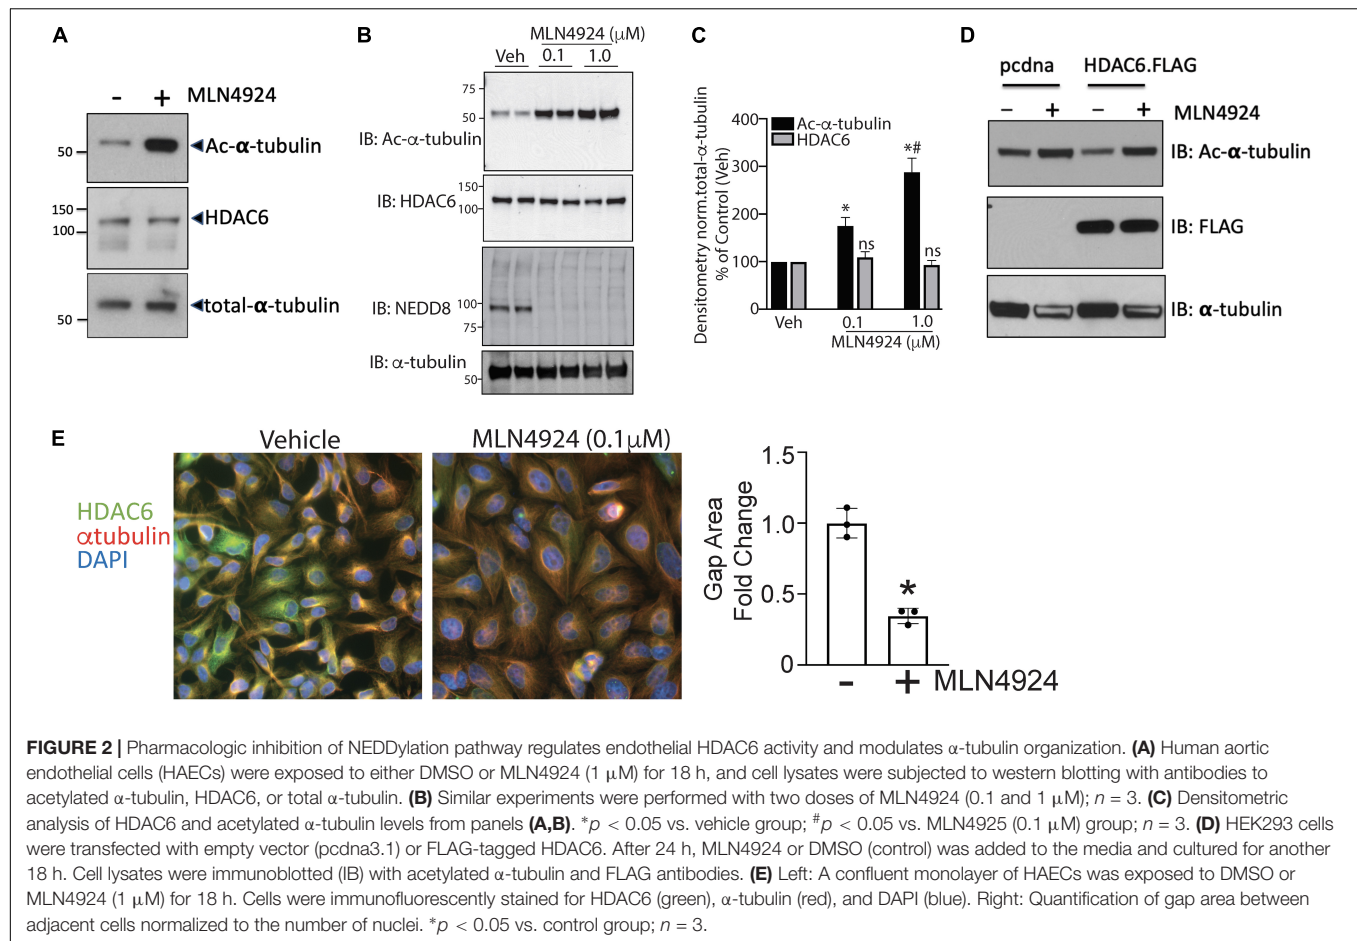 A
- + MLN4924
50
Ac-α-tubulin
150
100
HDAC6
50
total-α-tubulin
B
MLN4924 (μM)
Veh 0.1 1.0
75
50
IB: Ac-α-tubulin
150
100
IB: HDAC6
100
75
IB: NEDD8
IB: α-tubulin
50
C
Ac-α-tubulin
HDAC6
Densitometry norm.total-α-tubulin
% of Control (Veh)
400
300
200
100
0
*
ns
*#
ns
Veh 0.1 1.0
MLN4924 (μM)
D
pcdna HDAC6.FLAG
- + - + MLN4924
IB: Ac-α-tubulin
IB: FLAG
IB: α-tubulin
E
Vehicle MLN4924 (0.1μM)
HDAC6
αtubulin
DAPI
Gap Area
Fold Change
1.5
1.0
0.5
0
*
- + MLN4924
FIGURE 2 | Pharmacologic inhibition of NEDDylation pathway regulates endothelial HDAC6 activity and modulates α-tubulin organization. (A) Human aortic
endothelial cells (HAECs) were exposed to either DMSO or MLN4924 (1 μM) for 18 h, and cell lysates were subjected to western blotting with antibodies to
acetylated α-tubulin, HDAC6, or total α-tubulin. (B) Similar experiments were performed with two doses of MLN4924 (0.1 and 1 μM); n = 3. (C) Densitometric
analysis of HDAC6 and acetylated α-tubulin levels from panels (A,B). *p < 0.05 vs. vehicle group; #p < 0.05 vs. MLN4925 (0.1 μM) group; n = 3. (D) HEK293 cells
were transfected with empty vector (pcdna3.1) or FLAG-tagged HDAC6. After 24 h, MLN4924 or DMSO (control) was added to the media and cultured for another
18 h. Cell lysates were immunoblotted (IB) with acetylated α-tubulin and FLAG antibodies. (E) Left: A confluent monolayer of HAECs was exposed to DMSO or
MLN4924 (1 μM) for 18 h. Cells were immunofluorescently stained for HDAC6 (green), α-tubulin (red), and DAPI (blue). Right: Quantification of gap area between
adjacent cells normalized to the number of nuclei. *p < 0.05 vs. control group; n = 3.